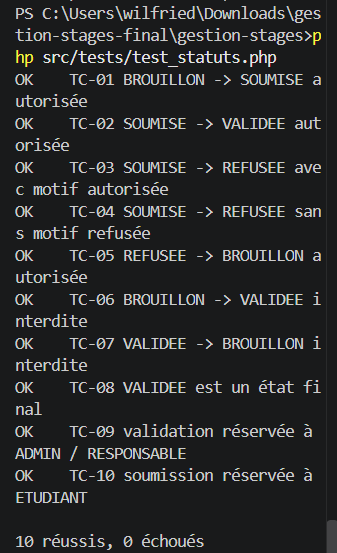 PS C:\Users\wilfried\Downloads\ges
tion-stages-final\gestion-stages>p
hp src/tests/test_statuts.php
OK    TC-01 BROUILLON -> SOUMISE a
utorisée
OK    TC-02 SOUMISE -> VALIDEE aut
orisée
OK    TC-03 SOUMISE -> REFUSEE ave
c motif autorisée
OK    TC-04 SOUMISE -> REFUSEE san
s motif refusée
OK    TC-05 REFUSEE -> BROUILLON a
utorisée
OK    TC-06 BROUILLON -> VALIDEE i
nterdite
OK    TC-07 VALIDEE -> BROUILLON i
nterdite
OK    TC-08 VALIDEE est un état fi
nal
OK    TC-09 validation réservée à
ADMIN / RESPONSABLE
OK    TC-10 soumission réservée à
ETUDIANT
10 réussis, 0 échoués